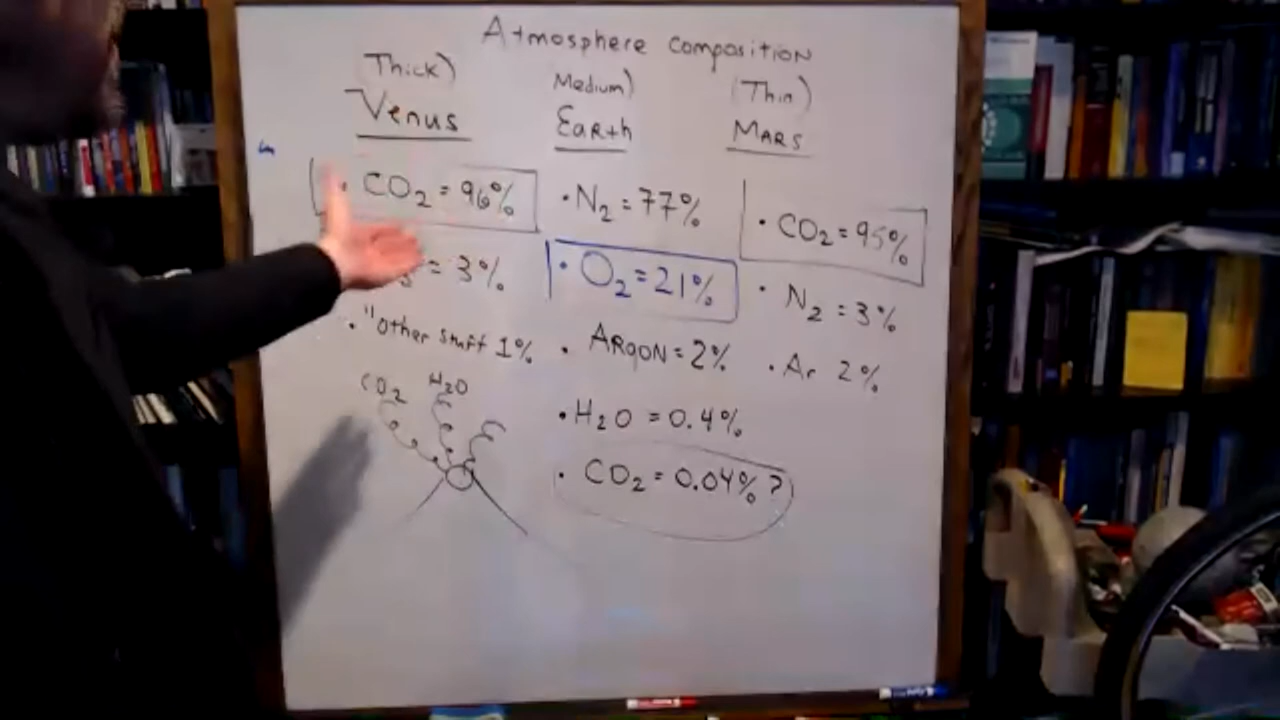 Atmosphere Composition
Thick)
Venus
• CO2 = 96%
= 3%
• "Other stuff 1%
CO2 H2O
Medium)
Earth
• N2 = 77%
• O2 = 21%
• Argon = 2%
• H2O = 0.4%
• CO2 = 0.04% ?
(Thin)
Mars
• CO2 = 95%
• N2 = 3%
• Ar 2%